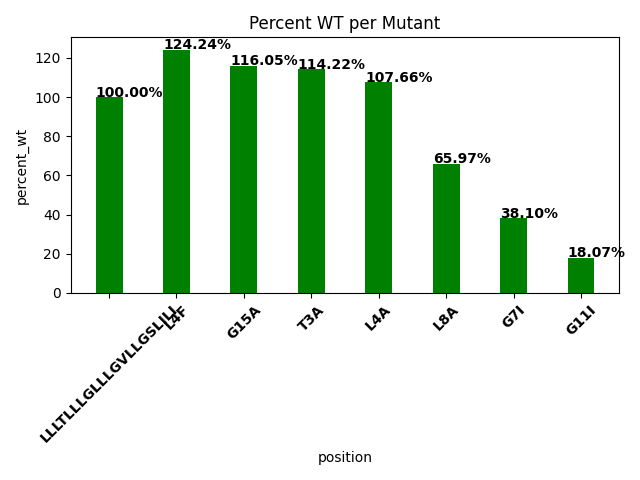 Percent WT per Mutant
percent_wt
120
100
80
60
40
20
0
100.00%
124.24%
116.05%
114.22%
107.66%
65.97%
38.10%
18.07%
LLLTLLLGLLLGVLLGSLILL
L4F
G15A
T3A
L4A
L8A
G7I
G11I
position